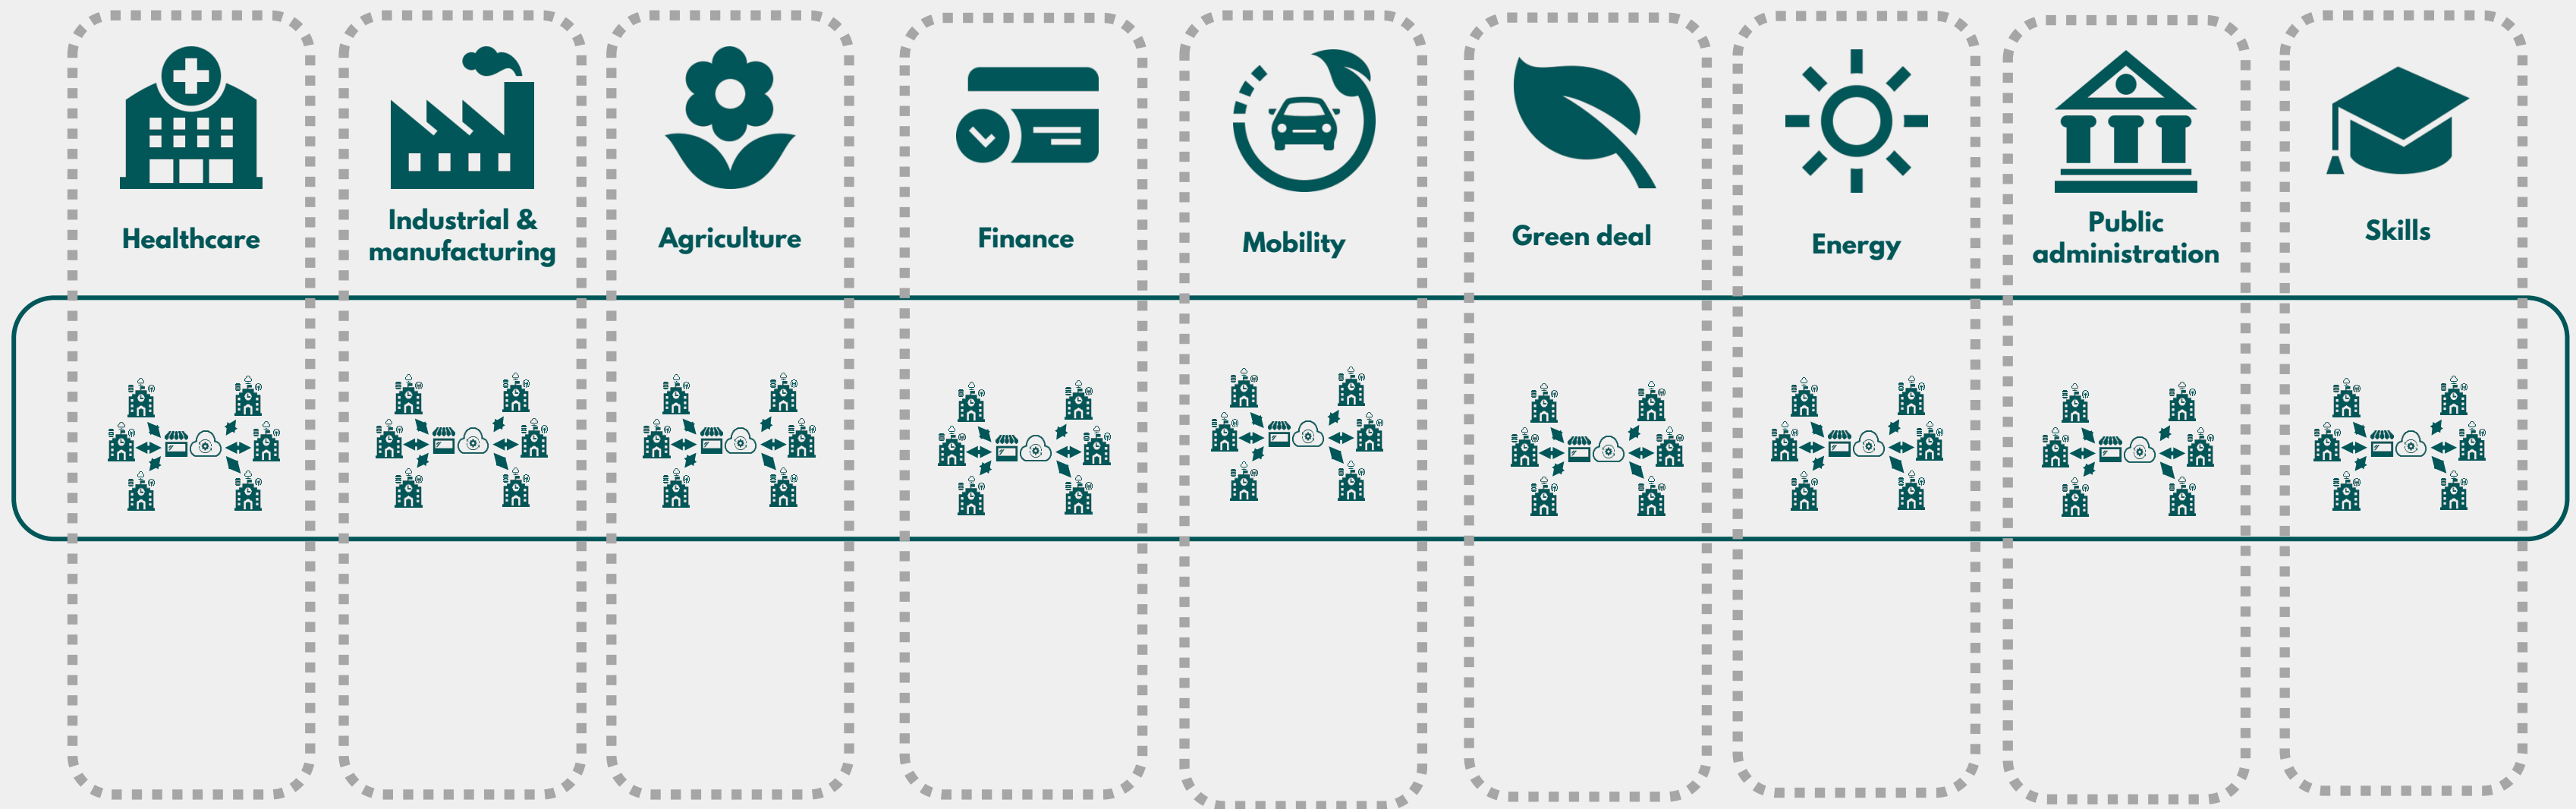 Healthcare
Industrial &
manufacturing
Agriculture
Finance
Mobility
Green deal
Energy
Public
administration
Skills